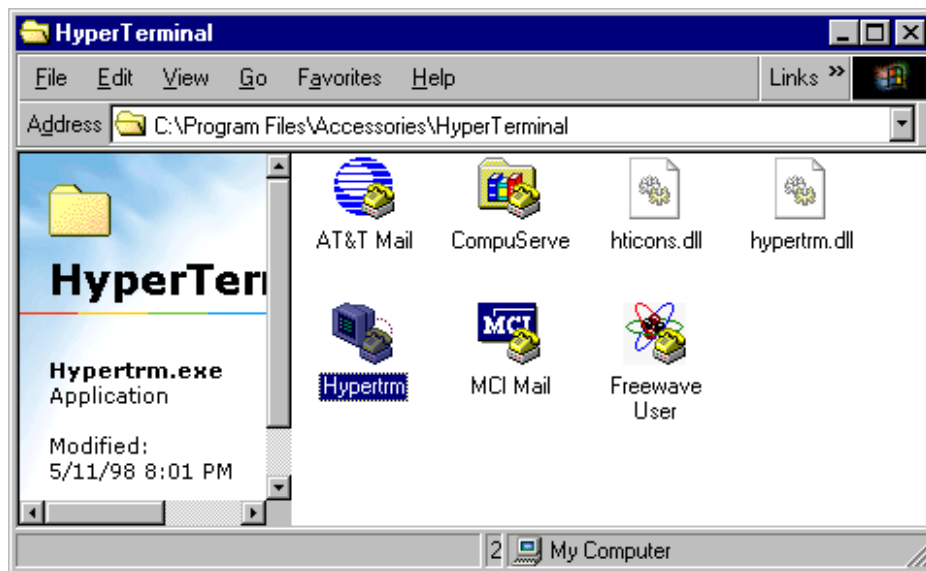 HyperTerminal
File Edit View Go Favorites Help Links »
Address C:\Program Files\Accessories\HyperTerminal
AT&T Mail CompuServe hticons.dll hypertrm.dll
HyperTer
Hypertrm.exe
Application
Modified:
5/11/98 8:01 PM
MCI
Hypertrm MCI Mail Freewave
User
2 My Computer